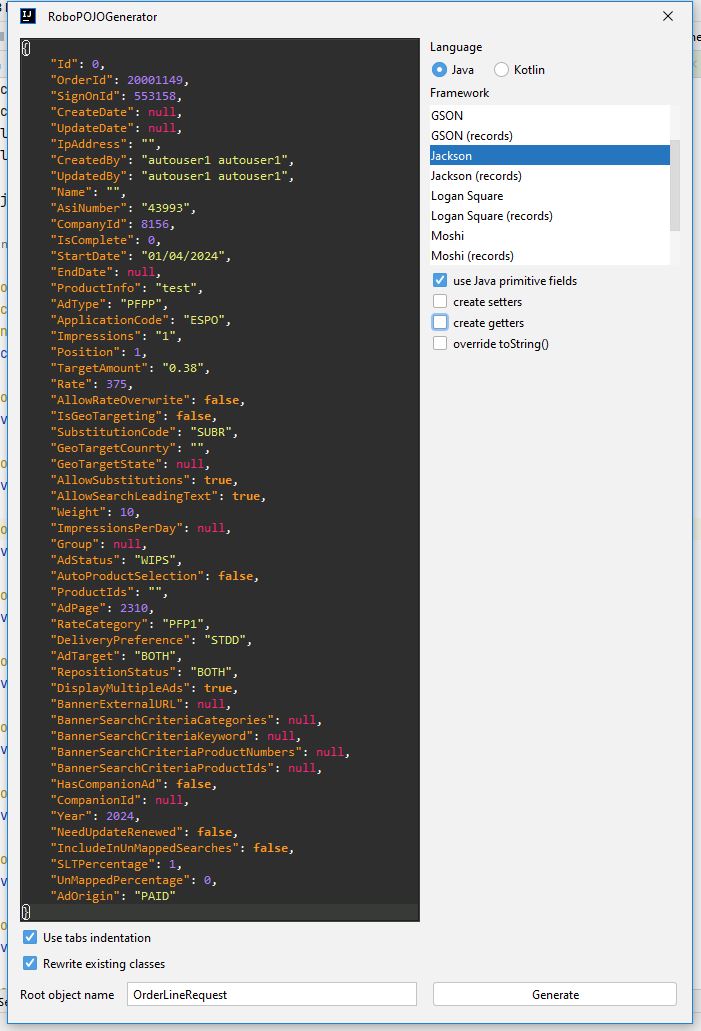 RoboPOJOGenerator
{
"Id": 0,
"OrderId": 20001149,
"SignOnId": 553158,
"CreateDate": null,
"UpdateDate": null,
"IpAddress": "",
"CreatedBy": "autouser1 autouser1",
"UpdatedBy": "autouser1 autouser1",
"Name": "",
"AsiNumber": "43993",
"CompanyId": 8156,
"IsComplete": 0,
"StartDate": "01/04/2024",
"EndDate": null,
"ProductInfo": "test",
"AdType": "PFPP",
"ApplicationCode": "ESPO",
"Impressions": "1",
"Position": 1,
"TargetAmount": "0.38",
"Rate": 375,
"AllowRateOverwrite": false,
"IsGeoTargeting": false,
"SubstitutionCode": "SUBR",
"GeoTargetCounrty": "",
"GeoTargetState": null,
"AllowSubstitutions": true,
"AllowSearchLeadingText": true,
"Weight": 10,
"ImpressionsPerDay": null,
"Group": null,
"AdStatus": "WIPS",
"AutoProductSelection": false,
"ProductIds": "",
"AdPage": 2310,
"RateCategory": "PFP1",
"DeliveryPreference": "STDD",
"AdTarget": "BOTH",
"RepositionStatus": "BOTH",
"DisplayMultipleAds": true,
"BannerExternalURL": null,
"BannerSearchCriteriaCategories": null,
"BannerSearchCriteriaKeyword": null,
"BannerSearchCriteriaProductNumbers": null,
"BannerSearchCriteriaProductIds": null,
"HasCompanionAd": false,
"CompanionId": null,
"Year": 2024,
"NeedUpdateRenewed": false,
"IncludeInUnMappedSearches": false,
"SLTPercentage": 1,
"UnMappedPercentage": 0,
"AdOrigin": "PAID"
}
Language
Java Kotlin
Framework
GSON
GSON (records)
Jackson
Jackson (records)
Logan Square
Logan Square (records)
Moshi
Moshi (records)
use Java primitive fields
create setters
create getters
override toString()
Use tabs indentation
Rewrite existing classes
Root object name OrderLineRequest Generate